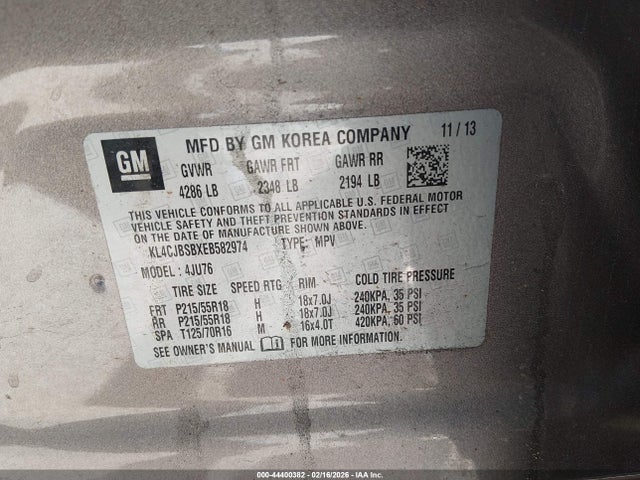 GM
MFD BY GM KOREA COMPANY 11 / 13
GVWR GAWR FRT GAWR RR
4286 LB 2348 LB 2194 LB
THIS VEHICLE CONFORMS TO ALL APPLICABLE U.S. FEDERAL MOTOR
VEHICLE SAFETY AND THEFT PREVENTION STANDARDS IN EFFECT
ON THE DATE OF MANUFACTURE SHOWN ABOVE.
KL4CJBSBXEB582974 TYPE: MPV
MODEL : 4JU76
TIRE SIZE SPEED RTG RIM COLD TIRE PRESSURE
FRT P215/55R18 H 18x7.0J 240KPA, 35 PSI
RR P215/55R18 H 18x7.0J 240KPA, 35 PSI
SPA T125/70R16 M 16x4.0T 420KPA, 60 PSI
SEE OWNER'S MANUAL FOR MORE INFORMATION.
000-44400382 - 02/16/2026 - IAA Inc.